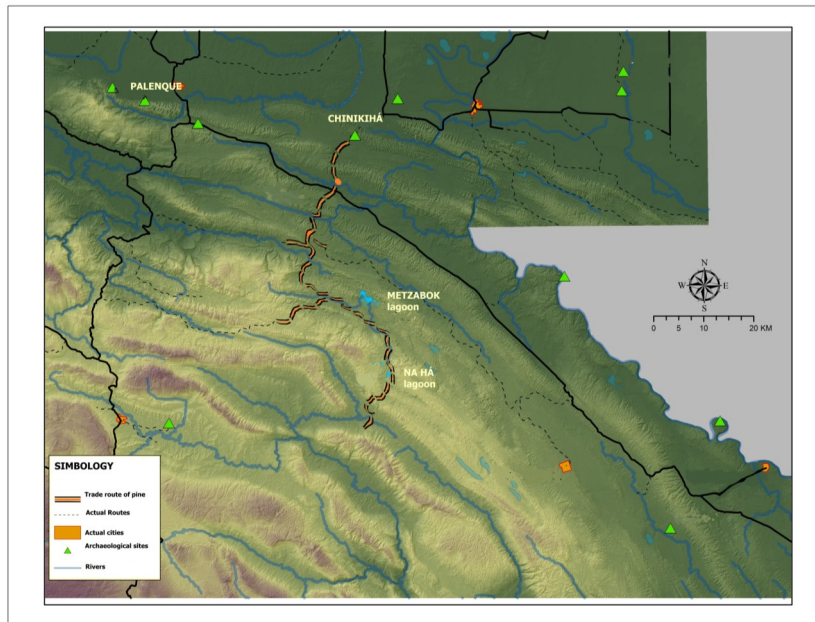 PALENQUE
CHINIKIHÁ
METZABOK
lagoon
NA HÁ
lagoon
N
W
E
S
0 5 10 20 KM
SIMBOLOGY
Trade route of pine
Actual Routes
Actual cities
Archaeological sites
Rivers